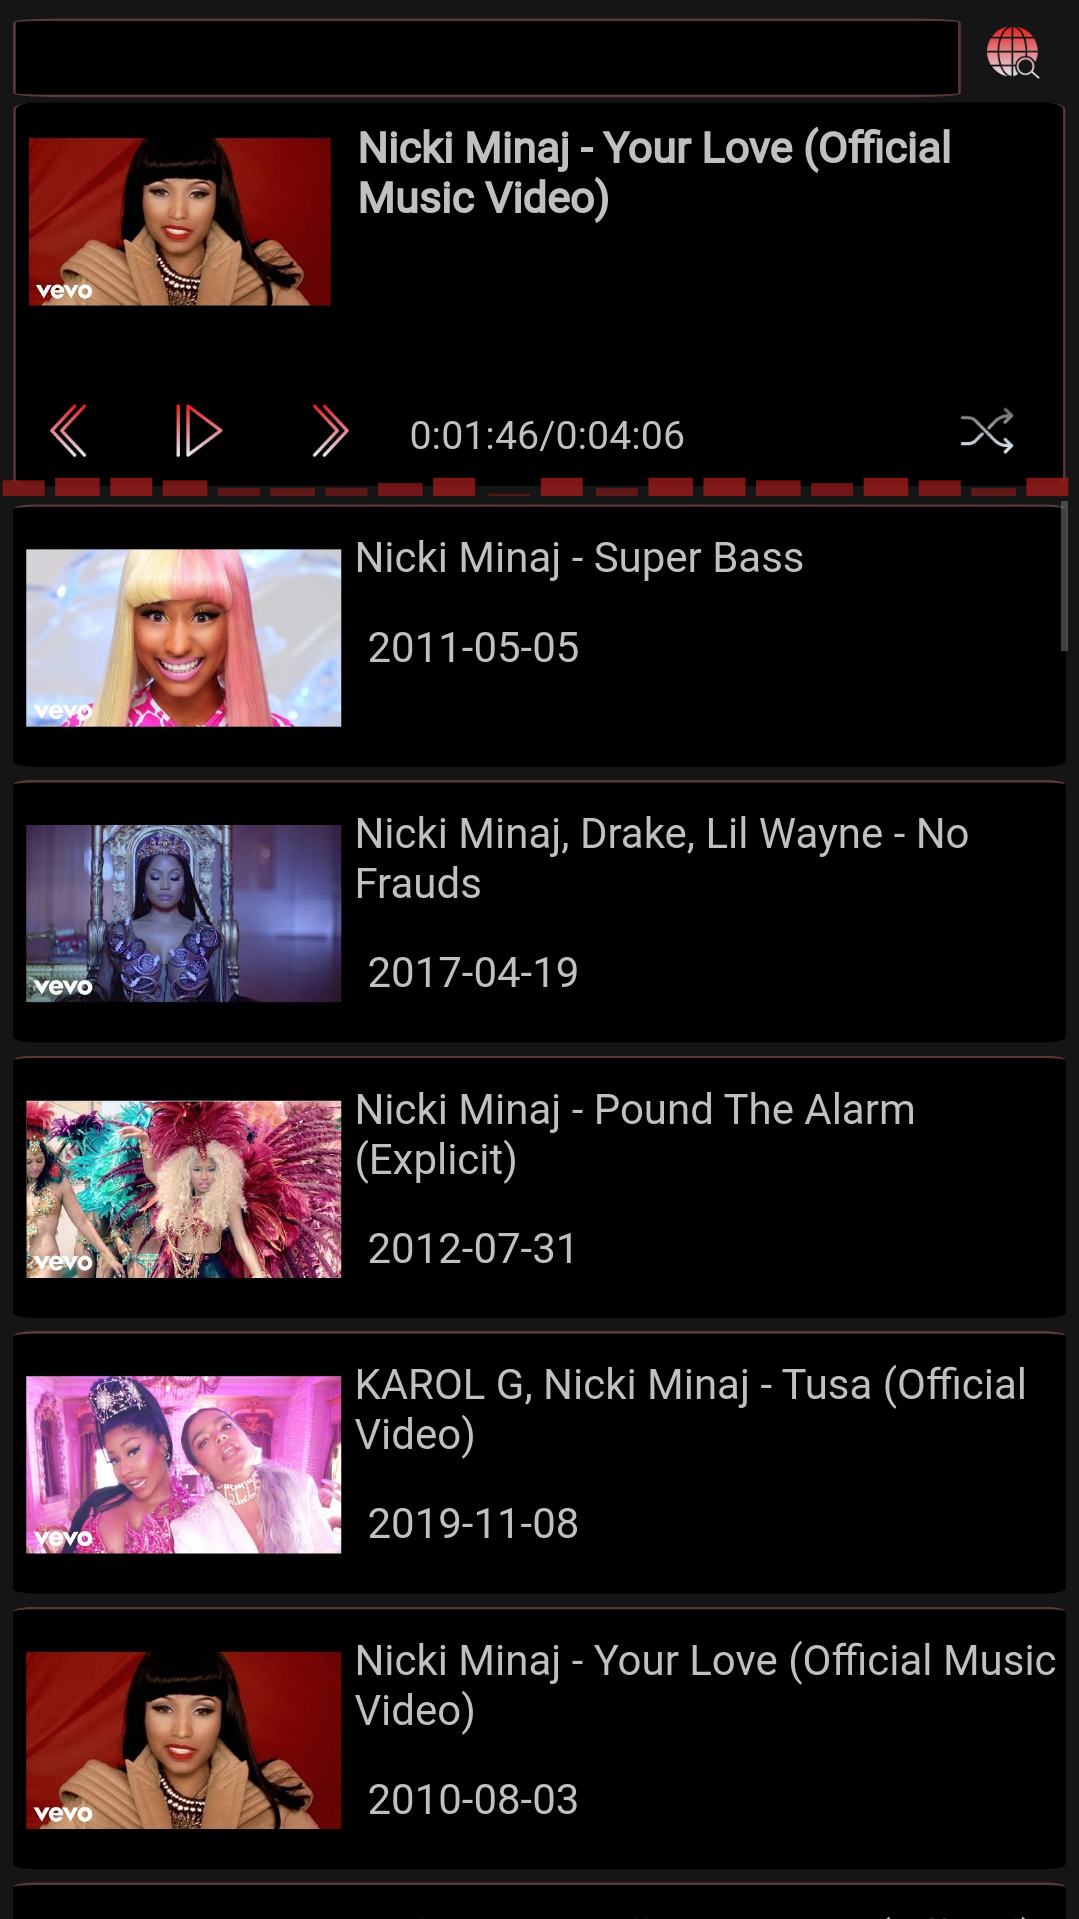 Nicki Minaj - Your Love (Official
Music Video)
vevo
0:01:46/0:04:06
Nicki Minaj - Super Bass
2011-05-05
vevo
Nicki Minaj, Drake, Lil Wayne - No
Frauds
2017-04-19
vevo
Nicki Minaj - Pound The Alarm
(Explicit)
2012-07-31
vevo
KAROL G, Nicki Minaj - Tusa (Official
Video)
2019-11-08
vevo
Nicki Minaj - Your Love (Official Music
Video)
2010-08-03
vevo